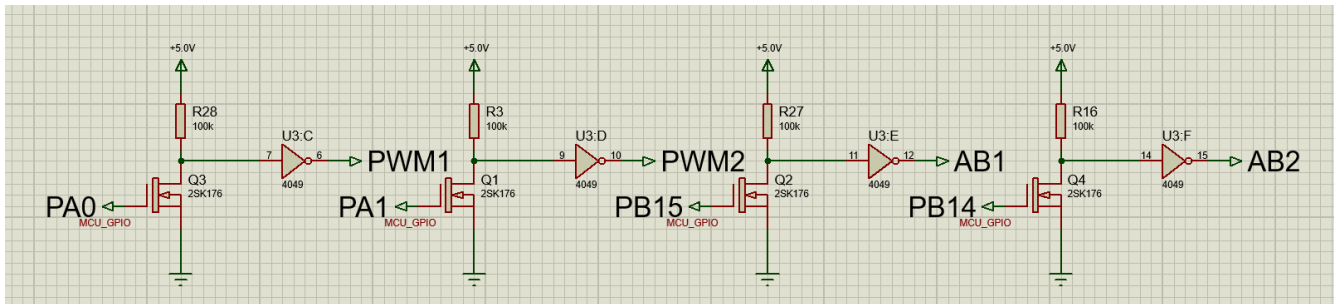 +5.0V
+5.0V
+5.0V
+5.0V
R28
100k
R3
100k
R27
100k
R16
100k
U3:C
7
6
4049
PWM1
U3:D
9
10
4049
PWM2
U3:E
11
12
4049
AB1
U3:F
14
15
4049
AB2
Q3
2SK176
PA0
MCU_GPIO
Q1
2SK176
PA1
MCU_GPIO
Q2
2SK176
PB15
MCU_GPIO
Q4
2SK176
PB14
MCU_GPIO